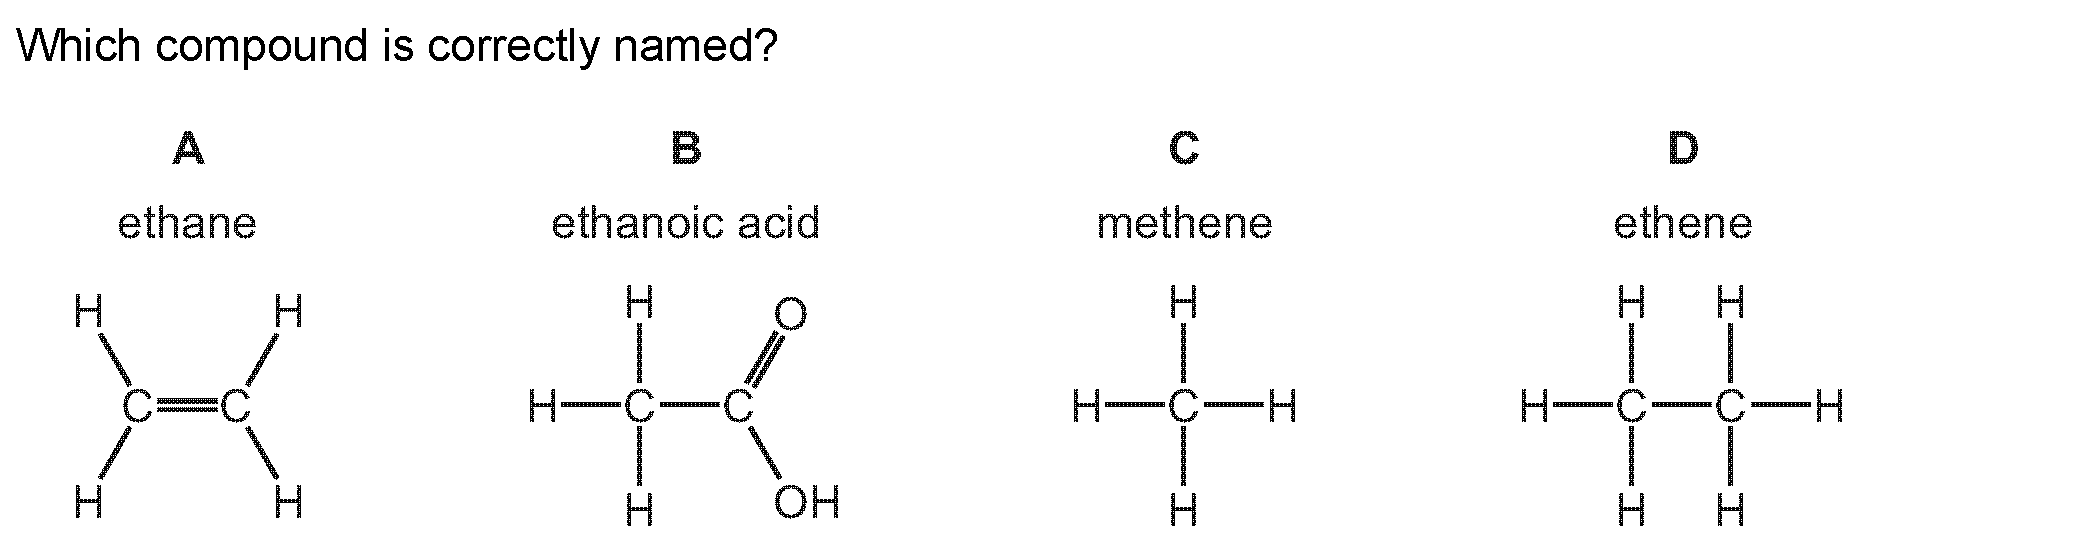 Which compound is correctly named?
A B C D
ethane ethanoic acid methene ethene
H H H O H H H
H C C H C C H C H H C C H
H H H OH H H H